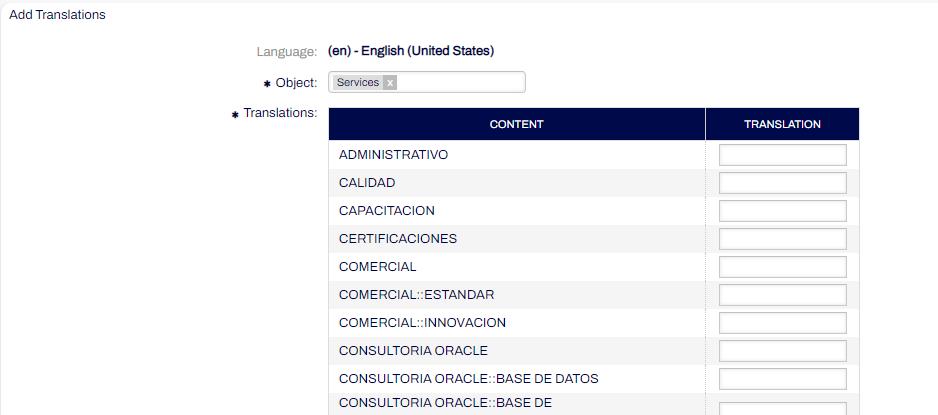 Add Translations
Language: (en) - English (United States)
✱ Object: Services x
✱ Translations:
CONTENT TRANSLATION
ADMINISTRATIVO
CALIDAD
CAPACITACION
CERTIFICACIONES
COMERCIAL
COMERCIAL::ESTANDAR
COMERCIAL::INNOVACION
CONSULTORIA ORACLE
CONSULTORIA ORACLE::BASE DE DATOS
CONSULTORIA ORACLE::BASE DE